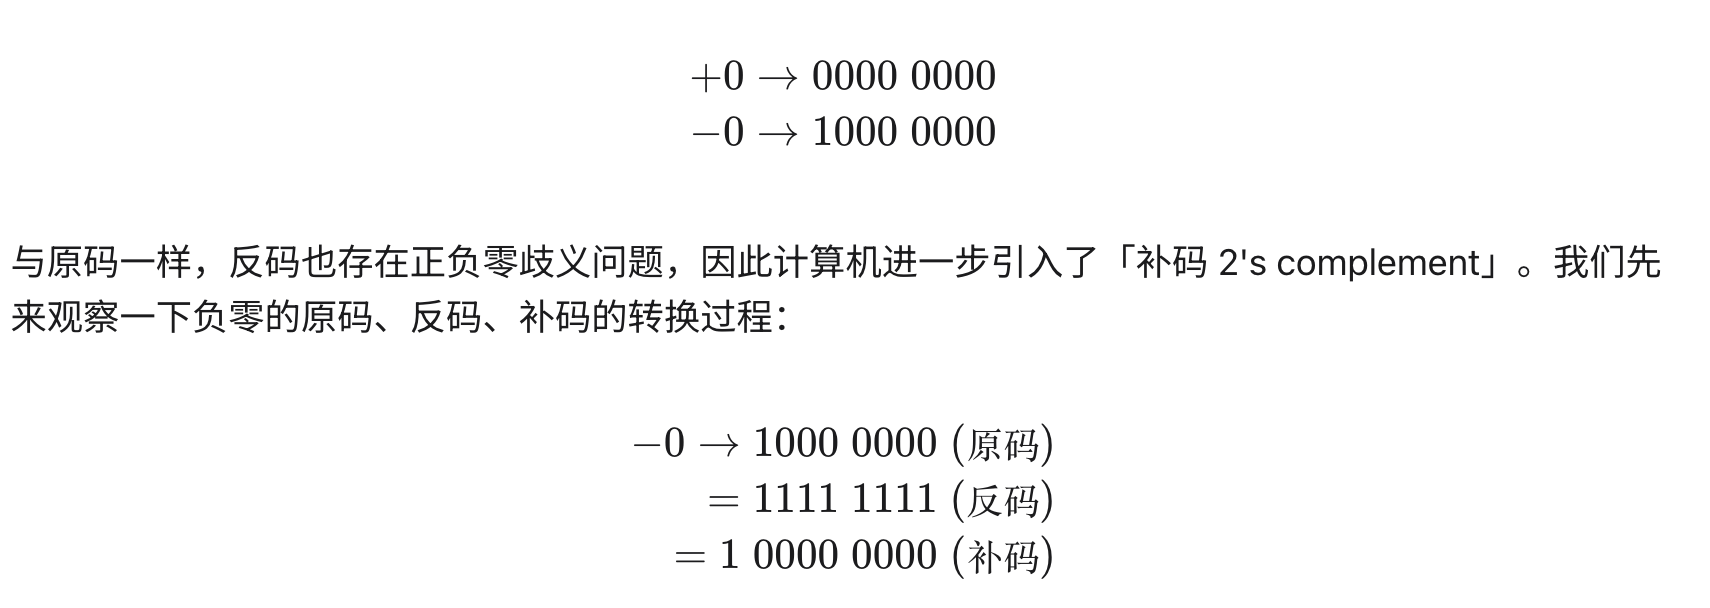 +0 → 0000 0000
−0 → 1000 0000
与原码一样，反码也存在正负零歧义问题，因此计算机进一步引入了「补码 2's complement」。我们先
来观察一下负零的原码、反码、补码的转换过程：
−0 → 1000 0000 (原码)
= 1111 1111 (反码)
= 1 0000 0000 (补码)